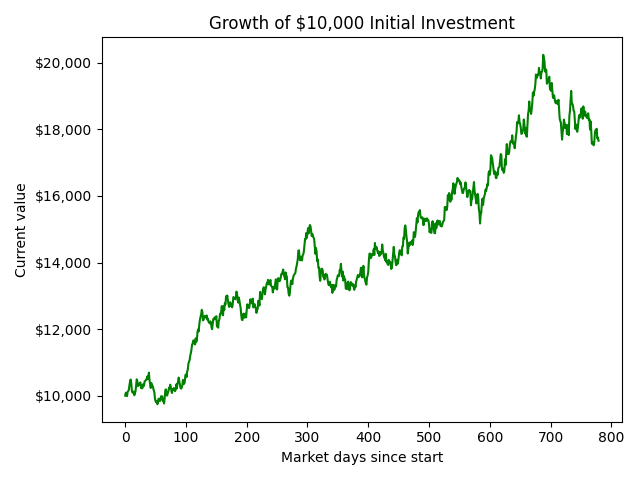 Growth of $10,000 Initial Investment
$20,000
$18,000
$16,000
$14,000
$12,000
$10,000
Current value
0 100 200 300 400 500 600 700 800
Market days since start